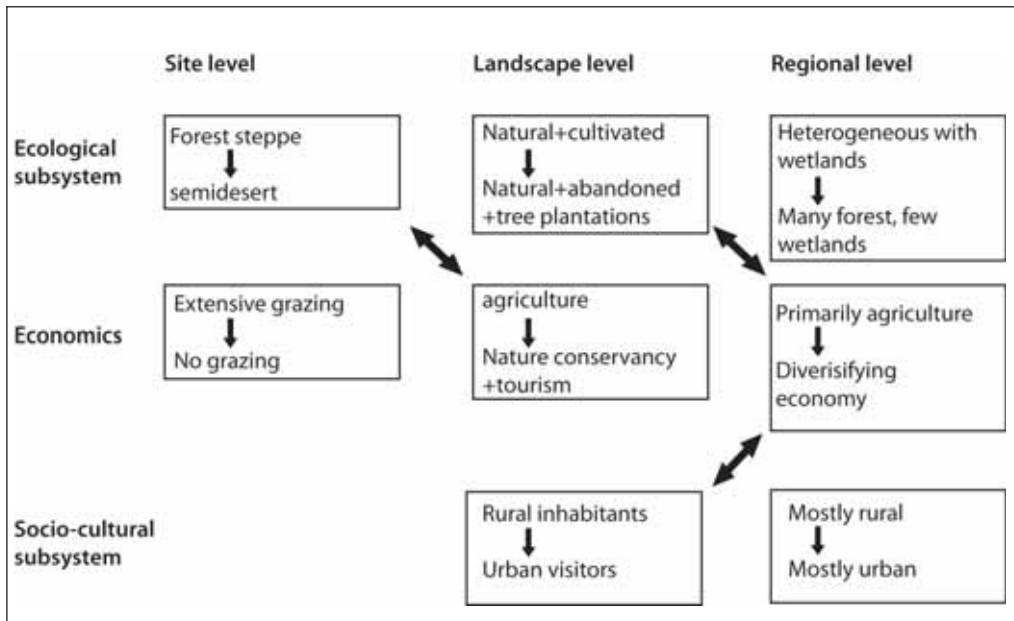 Site level
Landscape level
Regional level
Ecological
subsystem
Forest steppe
semidesert
Natural+cultivated
Natural+abandoned
+tree plantations
Heterogeneous with
wetlands
Many forest, few
wetlands
Economics
Extensive grazing
No grazing
agriculture
Nature conservancy
+tourism
Primarily agriculture
Diverisifying
economy
Socio-cultural
subsystem
Rural inhabitants
Urban visitors
Mostly rural
Mostly urban